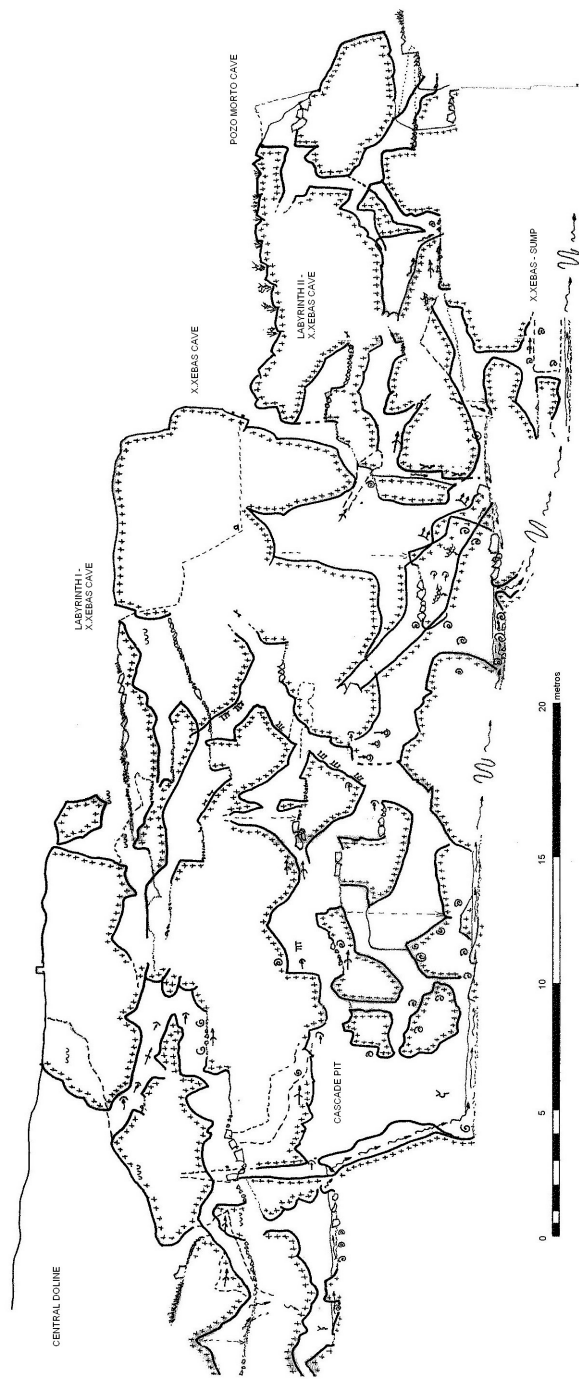 CENTRAL DOLINE
LABYRINTH I -
X.XEBAS CAVE
X.XEBAS CAVE
POZO MORTO CAVE
LABYRINTH II -
X.XEBAS CAVE
CASCADE PIT
X.XEBAS - SUMP
0
5
10
15
20
metros